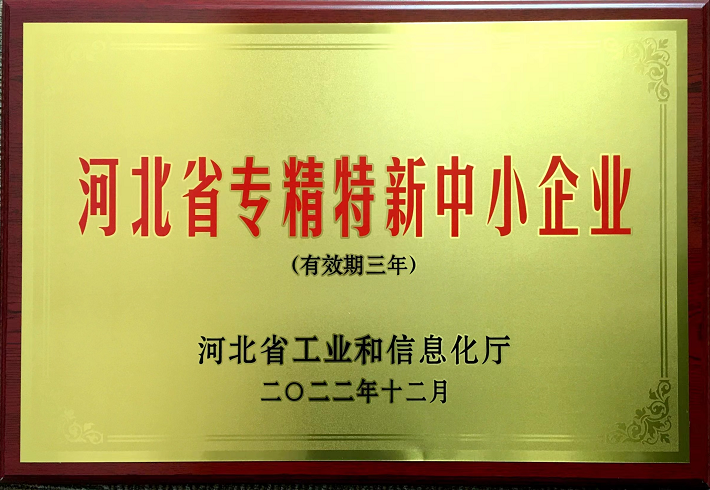 河北省专精特新中小企业
(有效期三年)
河北省工业和信息化厅
二〇二二年十二月